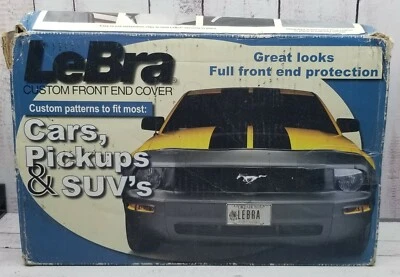 LeBra
CUSTOM FRONT END COVER
Great looks
Full front end protection
Custom patterns to fit most:
Cars,
Pickups
& SUV's
LEBRA